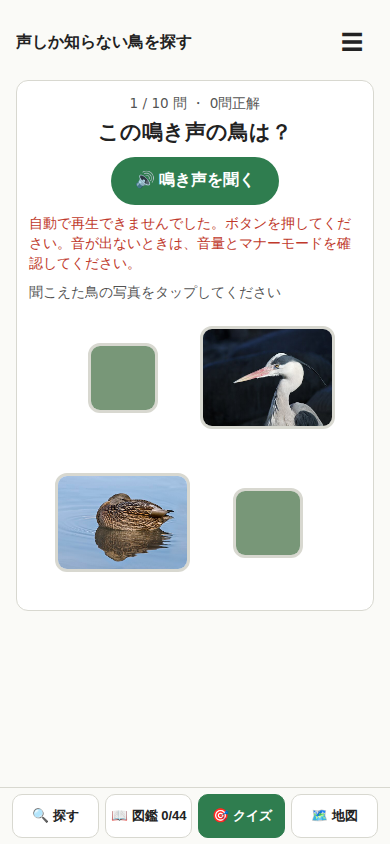 声しか知らない鳥を探す
1 / 10 問 ・ 0問正解
この鳴き声の鳥は？
🔊 鳴き声を聞く
自動で再生できませんでした。ボタンを押してくだ
さい。音が出ないときは、音量とマナーモードを確
認してください。
聞こえた鳥の写真をタップしてください
🔍 探す
📖 図鑑 0/44
🎯 クイズ
🗺️ 地図